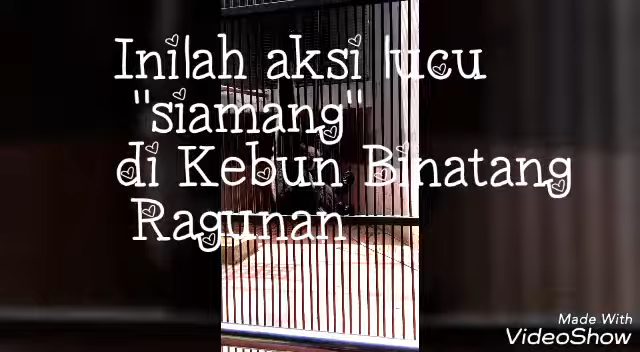 Inilah aksi lucu
"siamang"
di Kebun Binatang
Ragunan
Made With
VideoShow